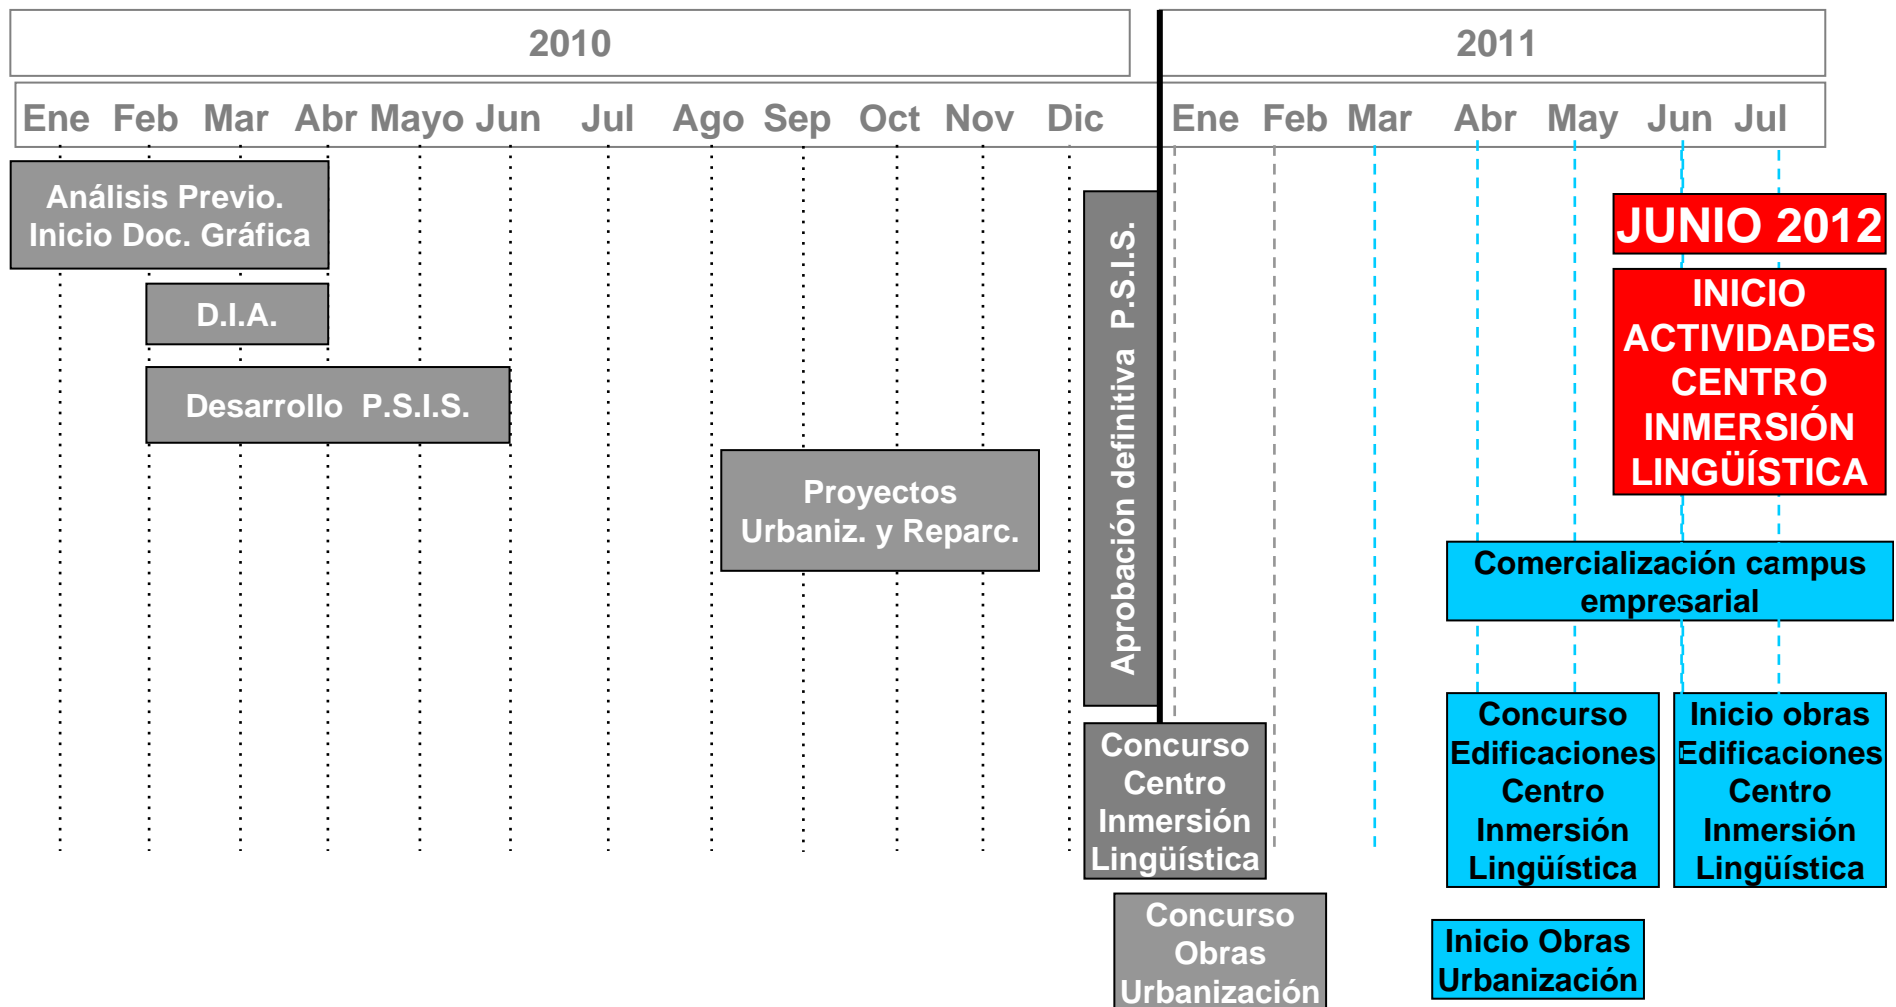 2010
2011
Ene Feb Mar Abr Mayo Jun Jul Ago Sep Oct Nov Dic
Ene Feb Mar Abr May Jun Jul
Análisis Previo.
Inicio Doc. Gráfica
D.I.A.
Desarrollo P.S.I.S.
Proyectos
Urbaniz. y Reparc.
Aprobación definitiva P.S.I.S.
Concurso
Centro
Inmersión
Lingüística
Concurso
Obras
Urbanización
JUNIO 2012
INICIO
ACTIVIDADES
CENTRO
INMERSIÓN
LINGÜÍSTICA
Comercialización campus
empresarial
Concurso
Edificaciones
Centro
Inmersión
Lingüística
Inicio obras
Edificaciones
Centro
Inmersión
Lingüística
Inicio Obras
Urbanización